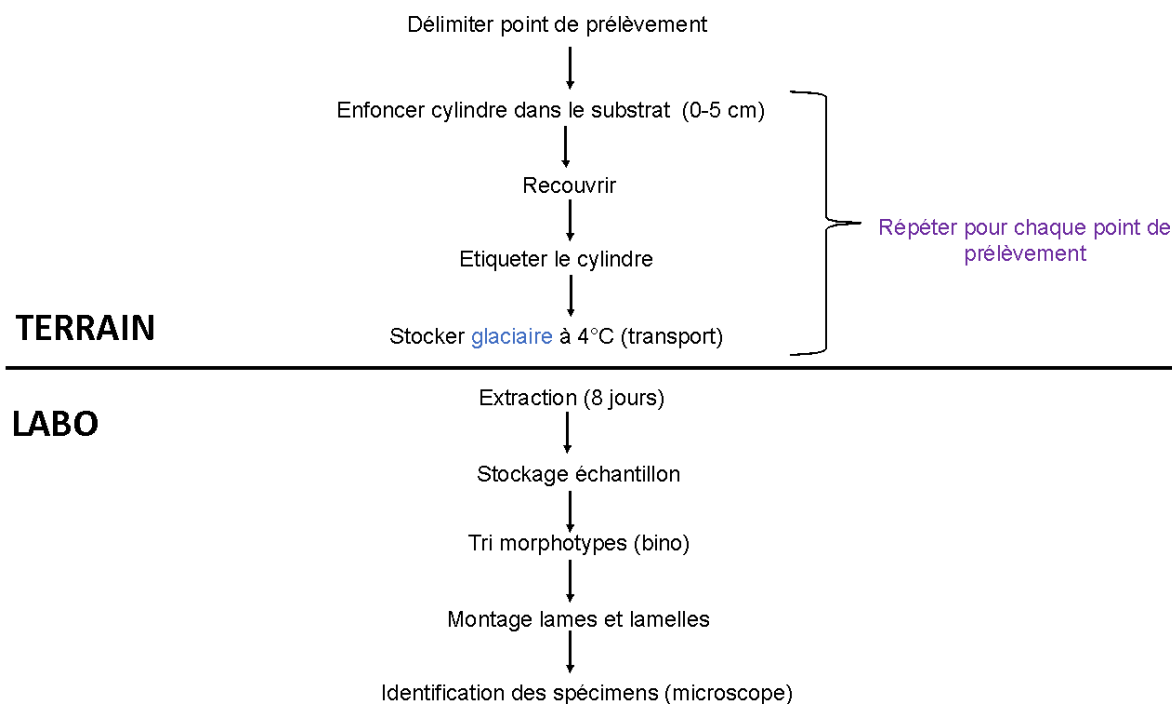 Délimiter point de prélèvement
Enfoncer cylindre dans le substrat (0-5 cm)
Recouvrir
Répéter pour chaque point de
prélèvement
Etiqueter le cylindre
TERRAIN
Stocker glaciaire à 4°C (transport)
LABO
Extraction (8 jours)
Stockage échantillon
Tri morphotypes (bino)
Montage lames et lamelles
Identification des spécimens (microscope)